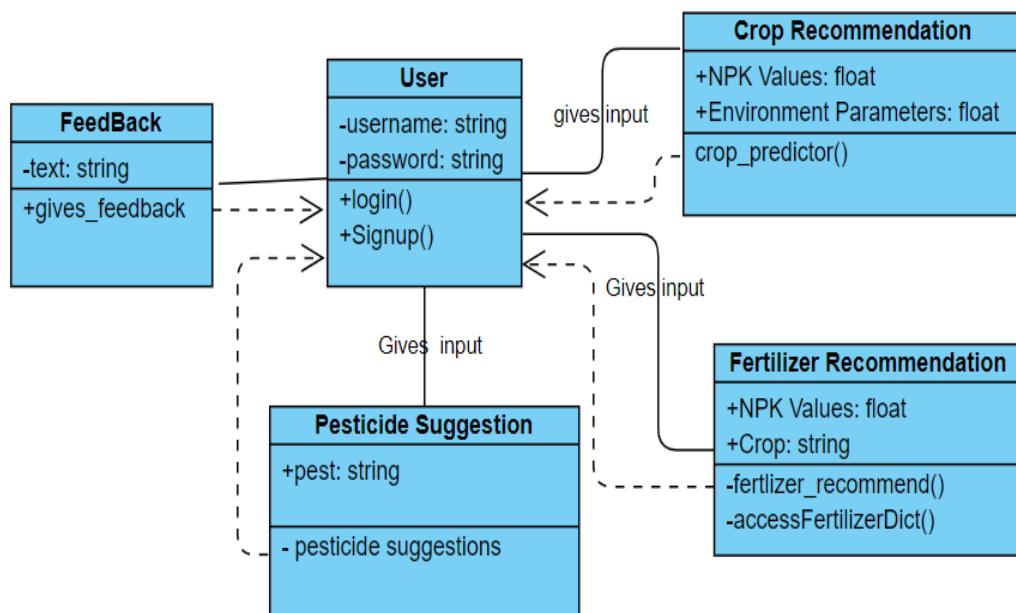 FeedBack
-text: string
+gives_feedback
User
-username: string
-password: string
+login()
+Signup()
gives input
Crop Recommendation
+NPK Values: float
+Environment Parameters: float
crop_predictor()
Gives input
Gives input
Pesticide Suggestion
+pest: string
- pesticide suggestions
Fertilizer Recommendation
+NPK Values: float
+Crop: string
-fertlizer_recommend()
-accessFertilizerDict()